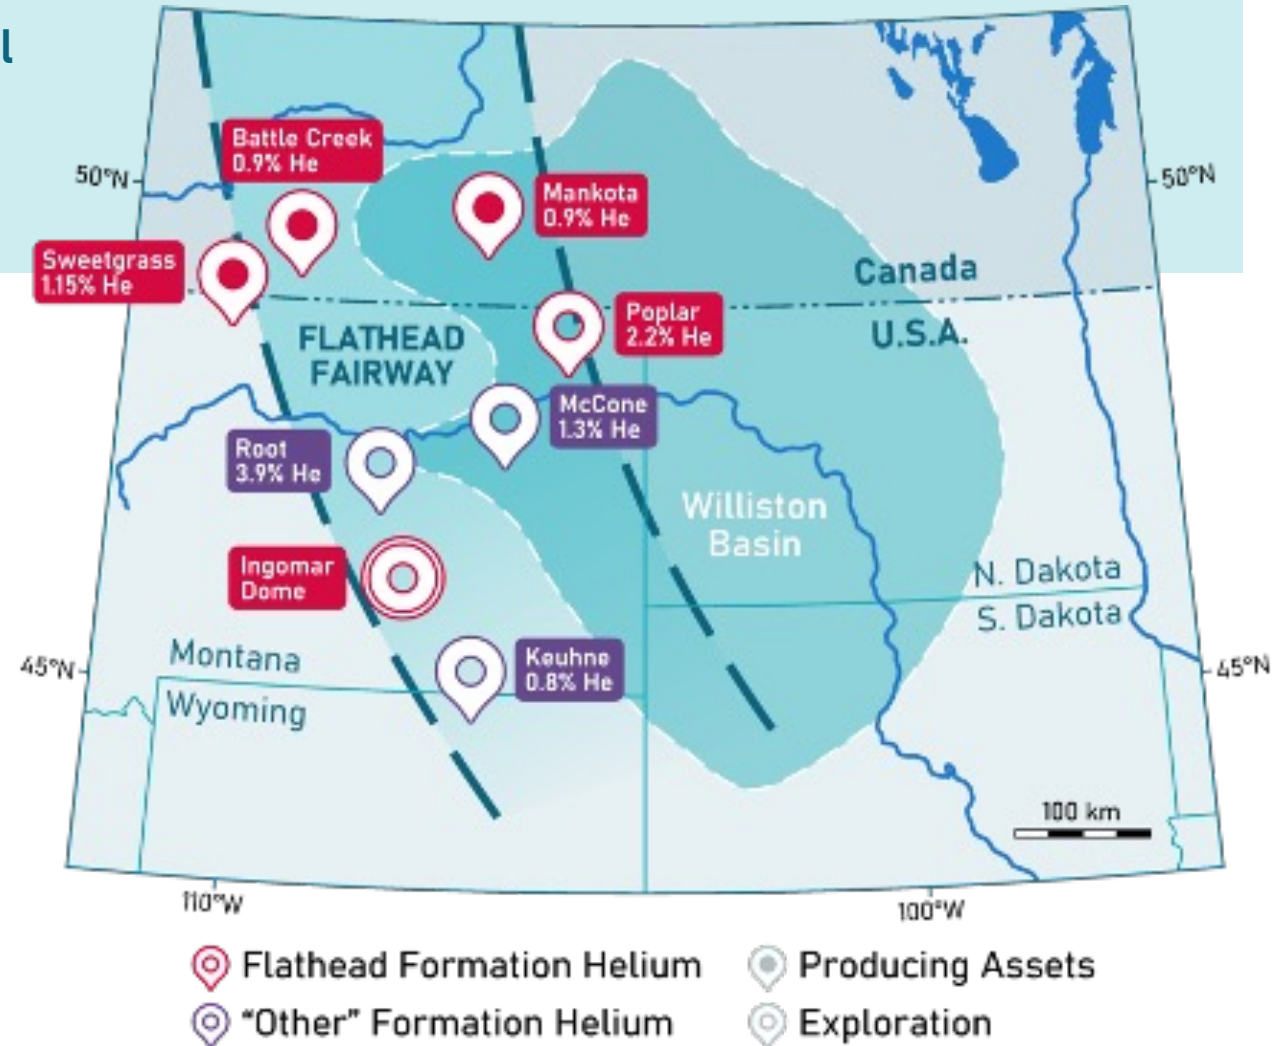 l
Battle Creek
0.9% He
50°N
50°N
Mankota
0.9% He
Sweetgrass
1.15% He
Canada
U.S.A.
Poplar
2.2% He
FLATHEAD
FAIRWAY
McCone
1.3% He
Root
3.9% He
Williston
Basin
Ingomar
Dome
N. Dakota
S. Dakota
Montana
Wyoming
Keuhne
0.8% He
45°N
45°N
100 km
110°W
100°W
Flathead Formation Helium
Producing Assets
“Other” Formation Helium
Exploration